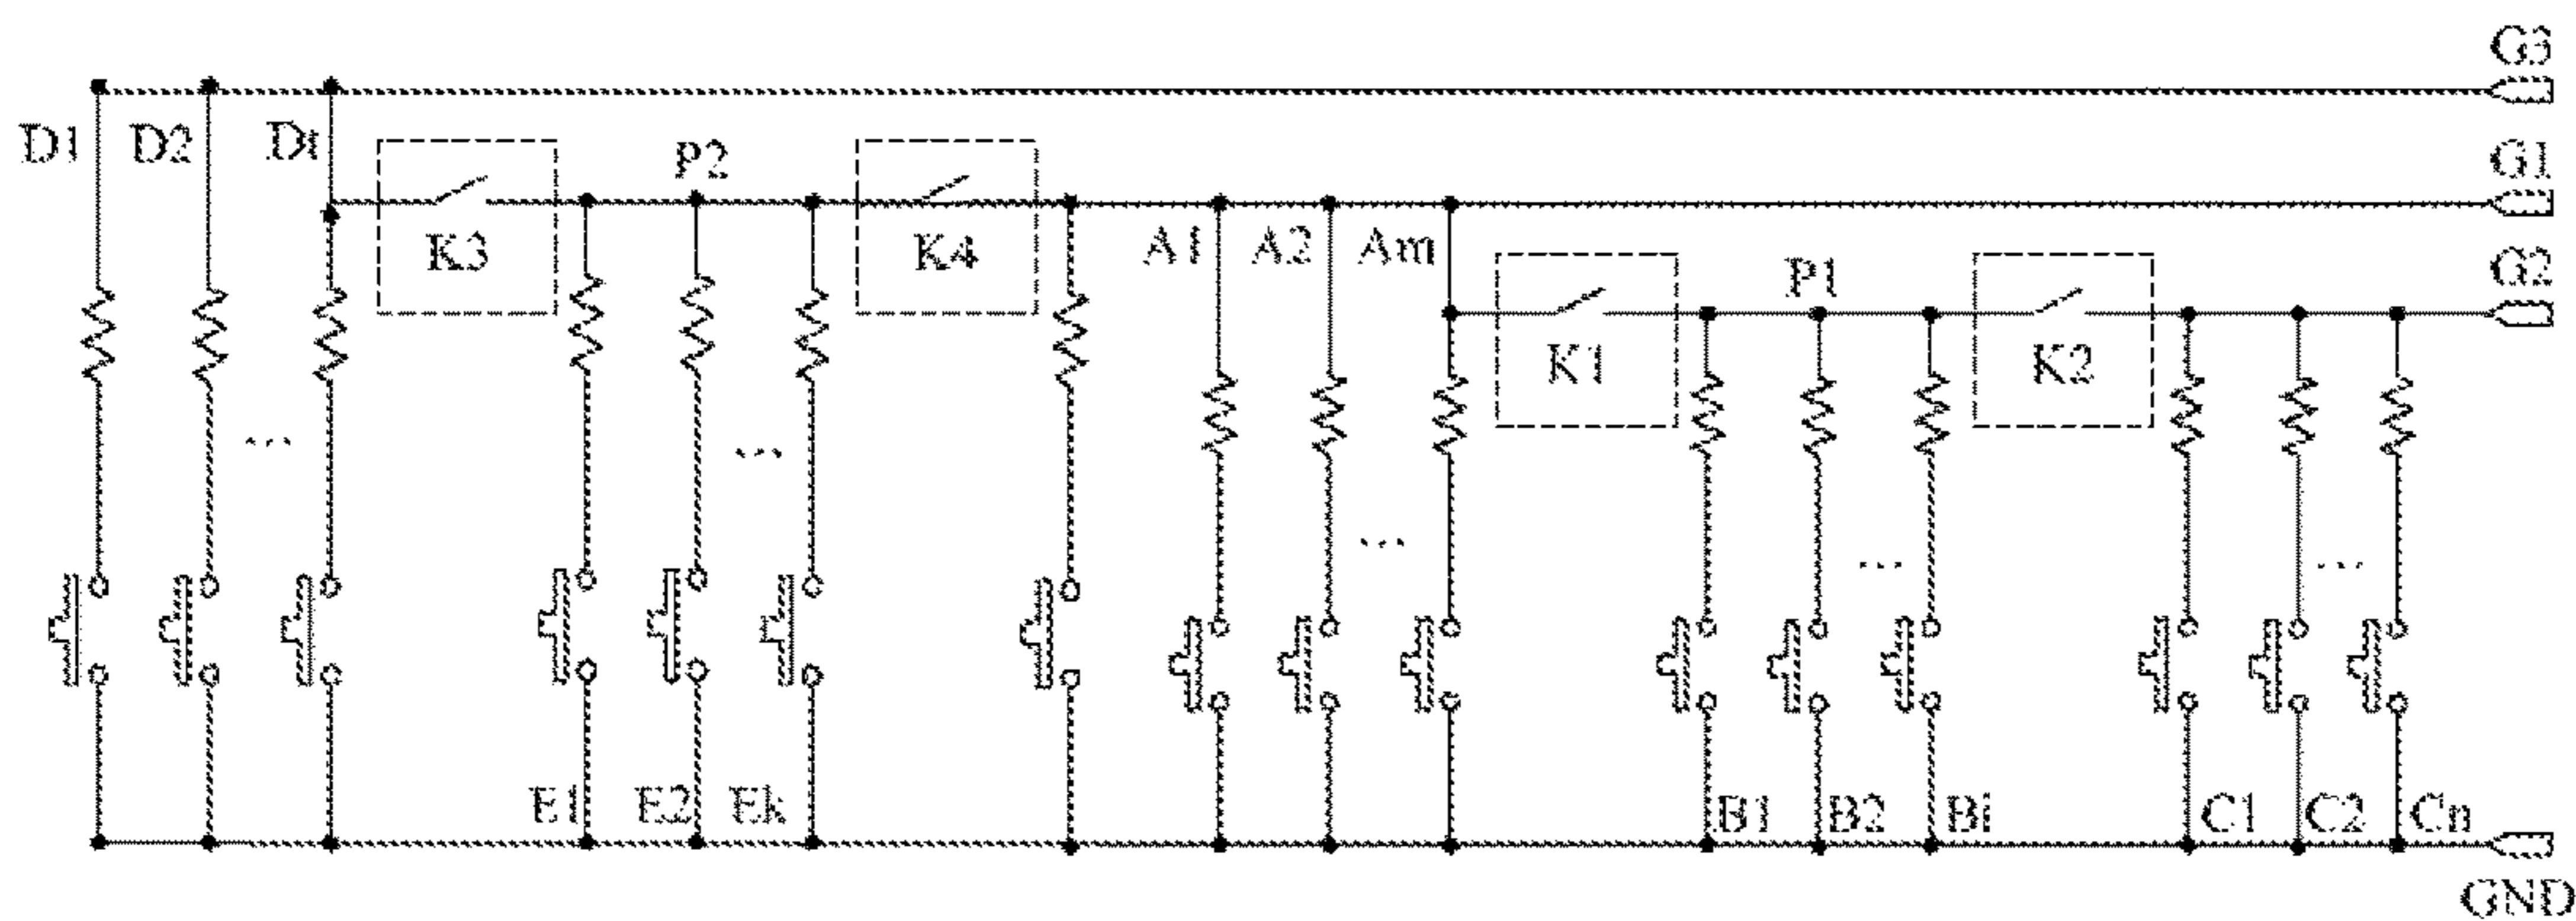 G3
D1 D2 Dt P2 G1
K3 K4 A1 A2 Am P1 G2
K1 K2
E1 E2 Ek B1 B2 Bi C1 C2 Cn
GND